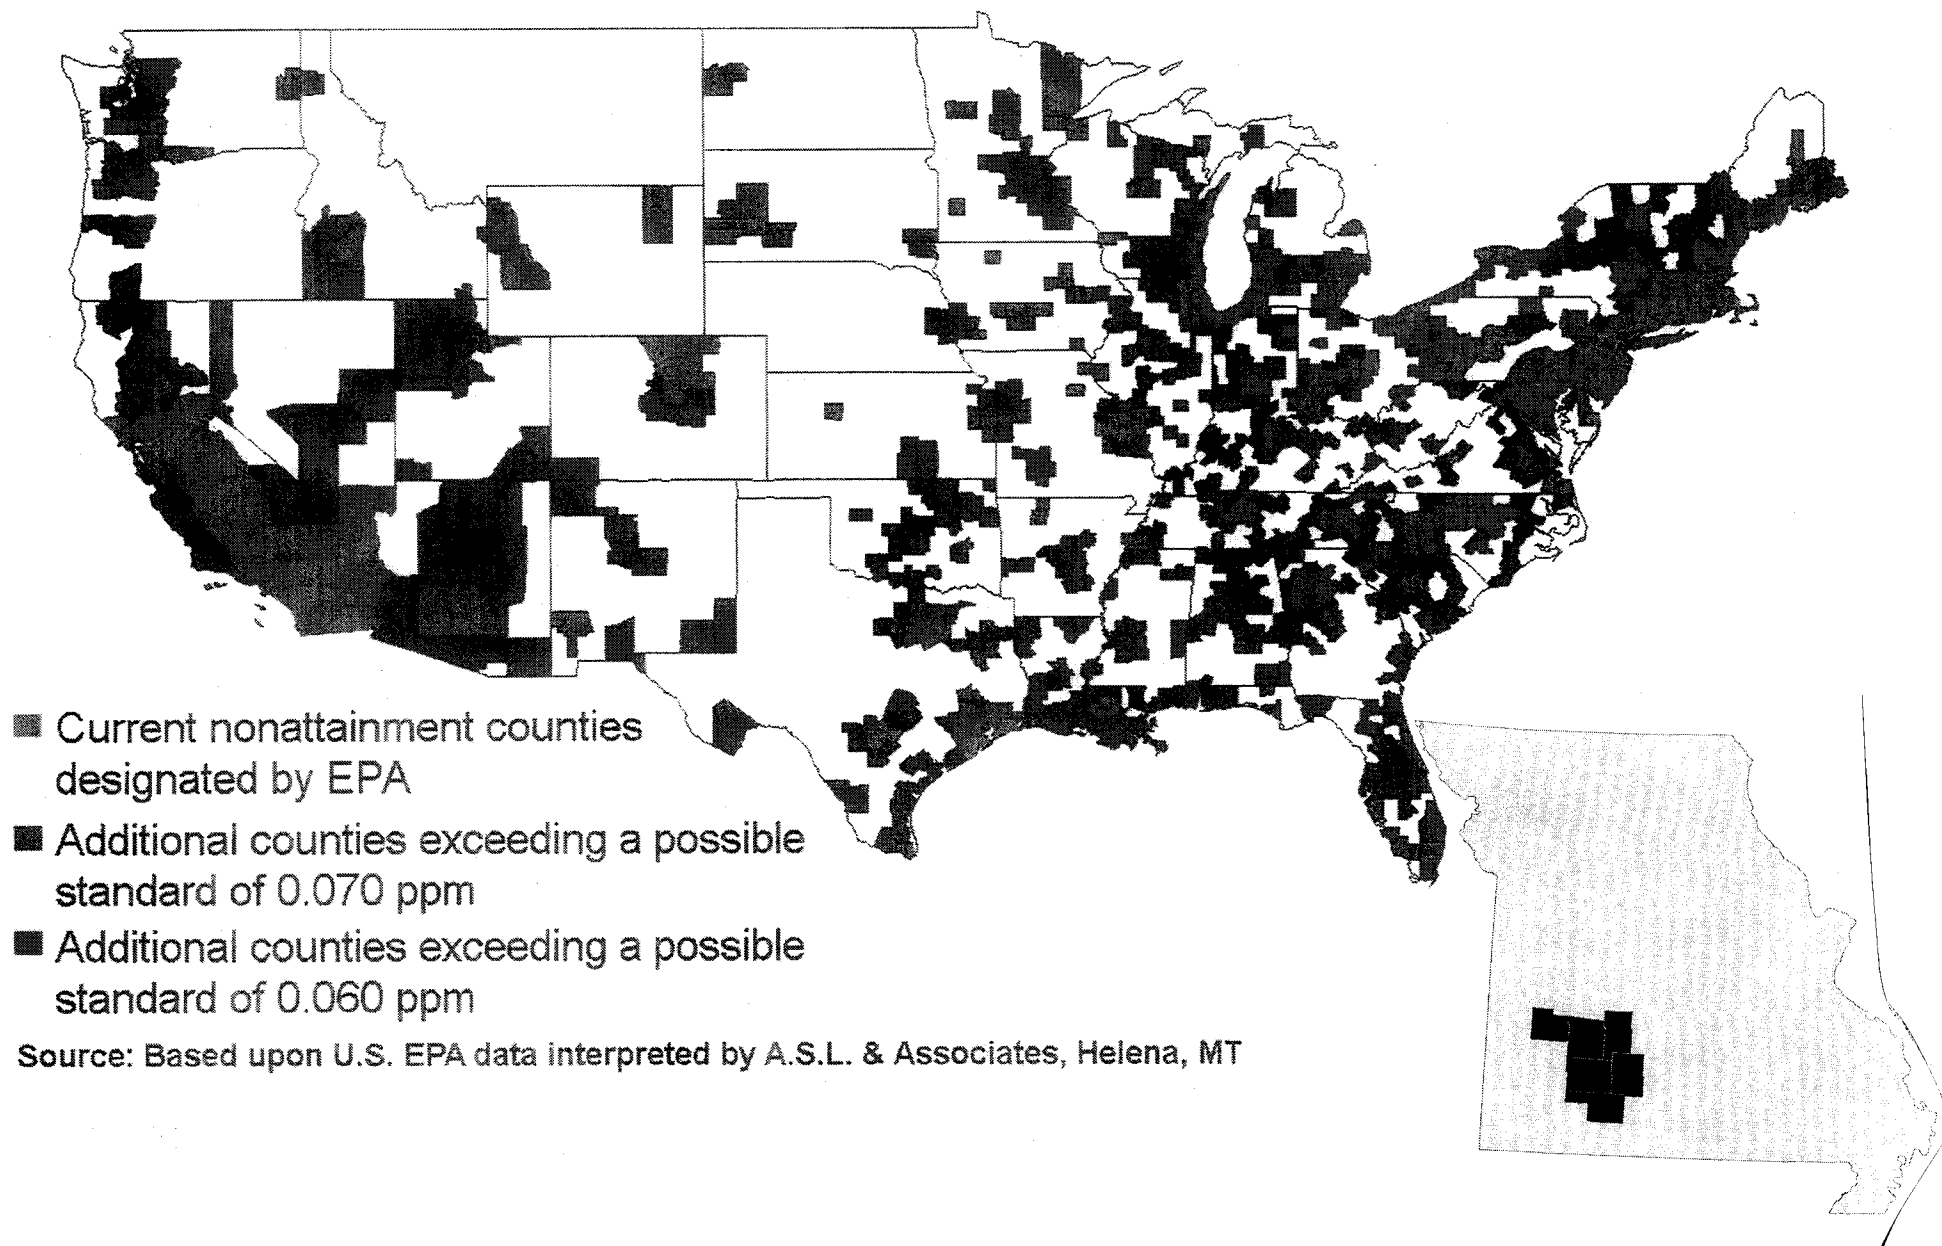 Current nonattainment counties
designated by EPA
Additional counties exceeding a possible
standard of 0.070 ppm
Additional counties exceeding a possible
standard of 0.060 ppm
Source: Based upon U.S. EPA data interpreted by A.S.L. & Associates, Helena, MT